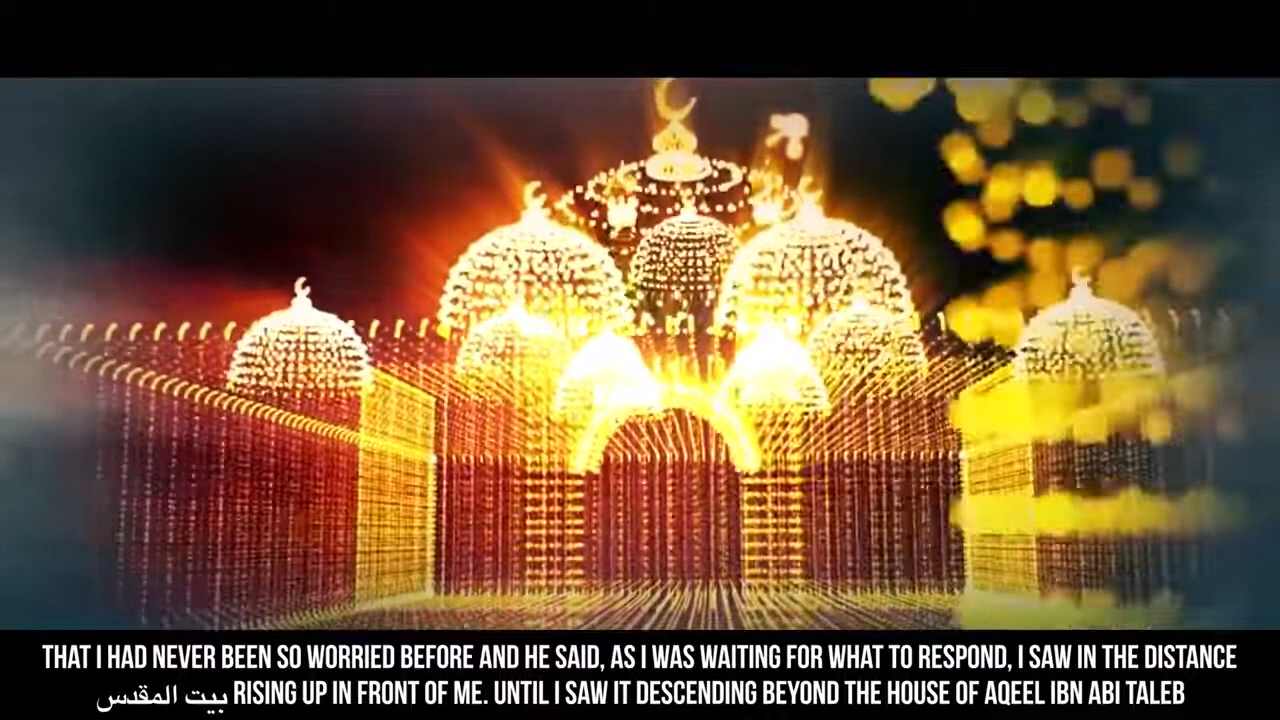 THAT I HAD NEVER BEEN SO WORRIED BEFORE AND HE SAID, AS I WAS WAITING FOR WHAT TO RESPOND, I SAW IN THE DISTANCE
بيت المقدس RISING UP IN FRONT OF ME. UNTIL I SAW IT DESCENDING BEYOND THE HOUSE OF AQEEL IBN ABI TALEB